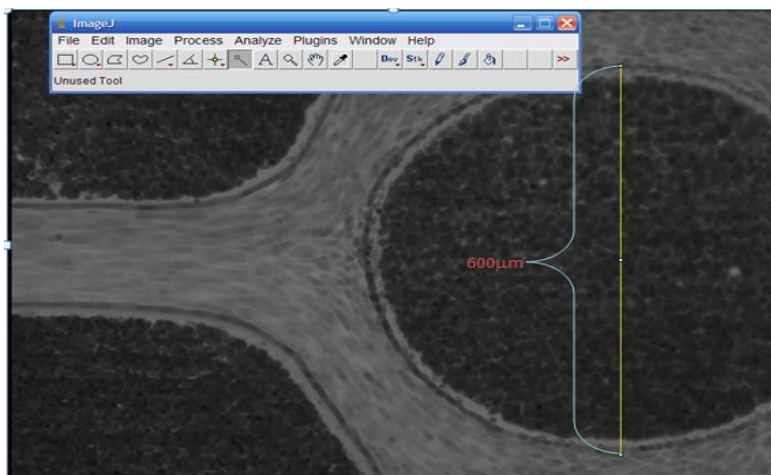 ImageJ
File Edit Image Process Analyze Plugins Window Help
A Dev Stk >>
Unused Tool
600µm